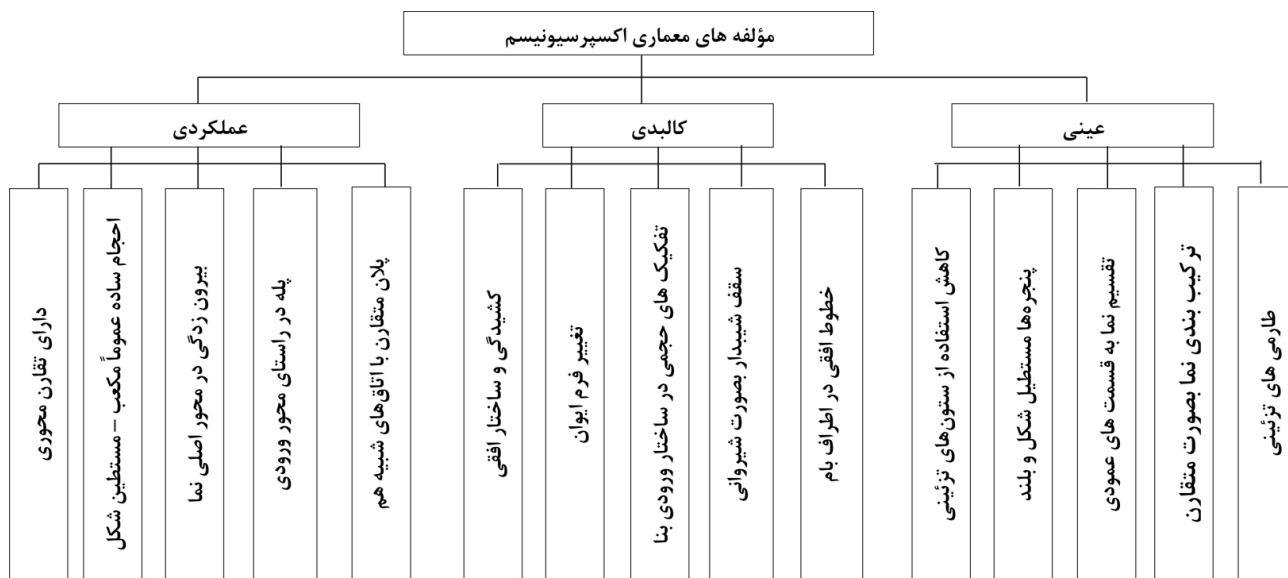 مؤلفه های معماری اکسپرسیونیسم
عینی
کالبدی
عملکردی
طارمی های تزئینی
ترکیب بندی نما بصورت متقارن
تقسیم نما به قسمت های عمودی
پنجره‌ها مستطیل شکل و بلند
کاهش استفاده از ستون‌های تزئینی
خطوط افقی در اطراف بام
سقف شیبدار بصورت شیروانی
تفکیک های حجمی در ساختار ورودی بنا
تغییر فرم ایوان
کشیدگی و ساختار افقی
پلان متقارن با اتاق‌های شبیه هم
پله در راستای محور ورودی
بیرون زدگی در محور اصلی نما
احجام ساده عموماً مکعب – مستطین شکل
دارای تقارن محوری